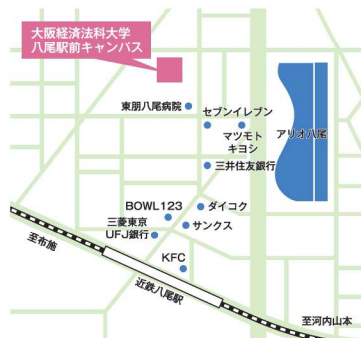 大阪経済法科大学
八尾駅前キャンパス
東朋八尾病院
セブンイレブン
マツモト
キヨシ
アリオ八尾
三井住友銀行
BOWL123
ダイコク
三菱東京
UFJ銀行
サンクス
至布施
KFC
近鉄八尾駅
至河内山本